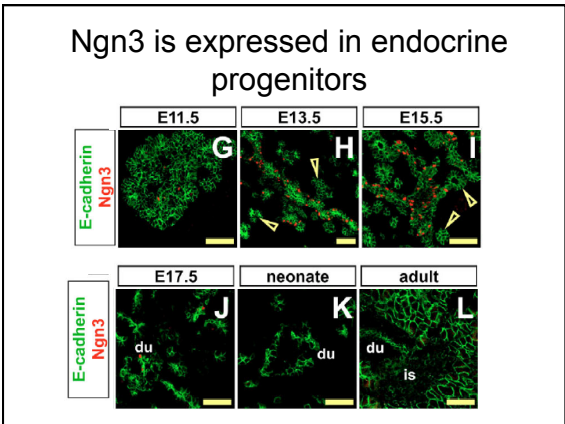 Ngn3 is expressed in endocrine
progenitors
E11.5 E13.5 E15.5
E-cadherin
Ngn3
G H I
E17.5 neonate adult
E-cadherin
Ngn3
J K L
du du du
is